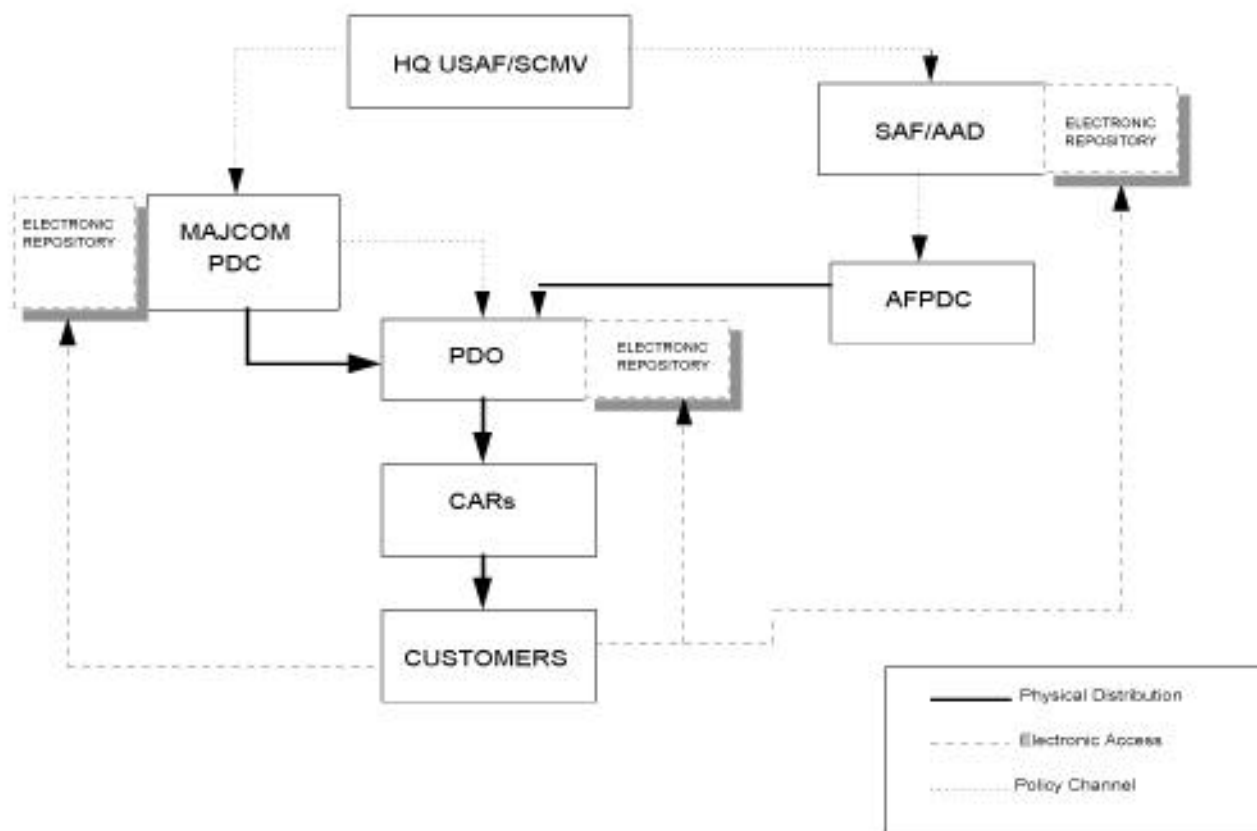 HQ USAF/SCMV
SAF/AAD
ELECTRONIC
REPOSITORY
ELECTRONIC
REPOSITORY
MAJCOM
PDC
AFPDC
PDO
ELECTRONIC
REPOSITORY
CARs
CUSTOMERS
Physical Distribution
Electronic Access
Policy Channel